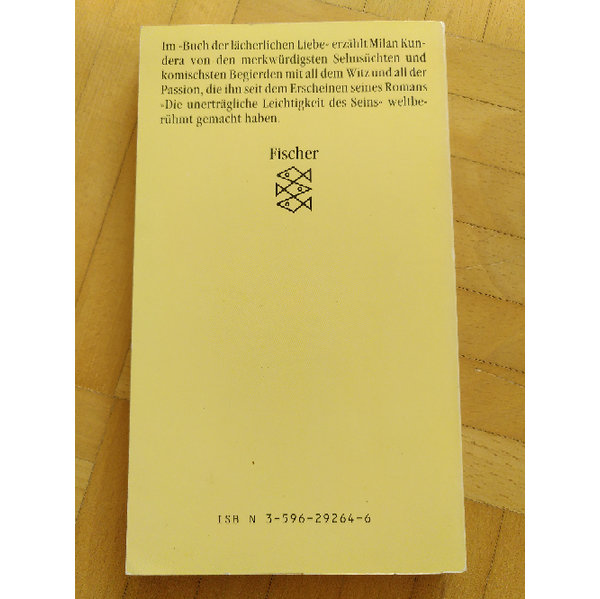 Im »Buch der lächerlichen Liebe« erzählt Milan Kun-
dera von den merkwürdigsten Sehnsüchten und
komischsten Begierden mit all dem Witz und all der
Passion, die ihn seit dem Erscheinen seines Romans
»Die unerträgliche Leichtigkeit des Seins« weltbe-
rühmt gemacht haben.
Fischer
ISBN 3-596-29264-6